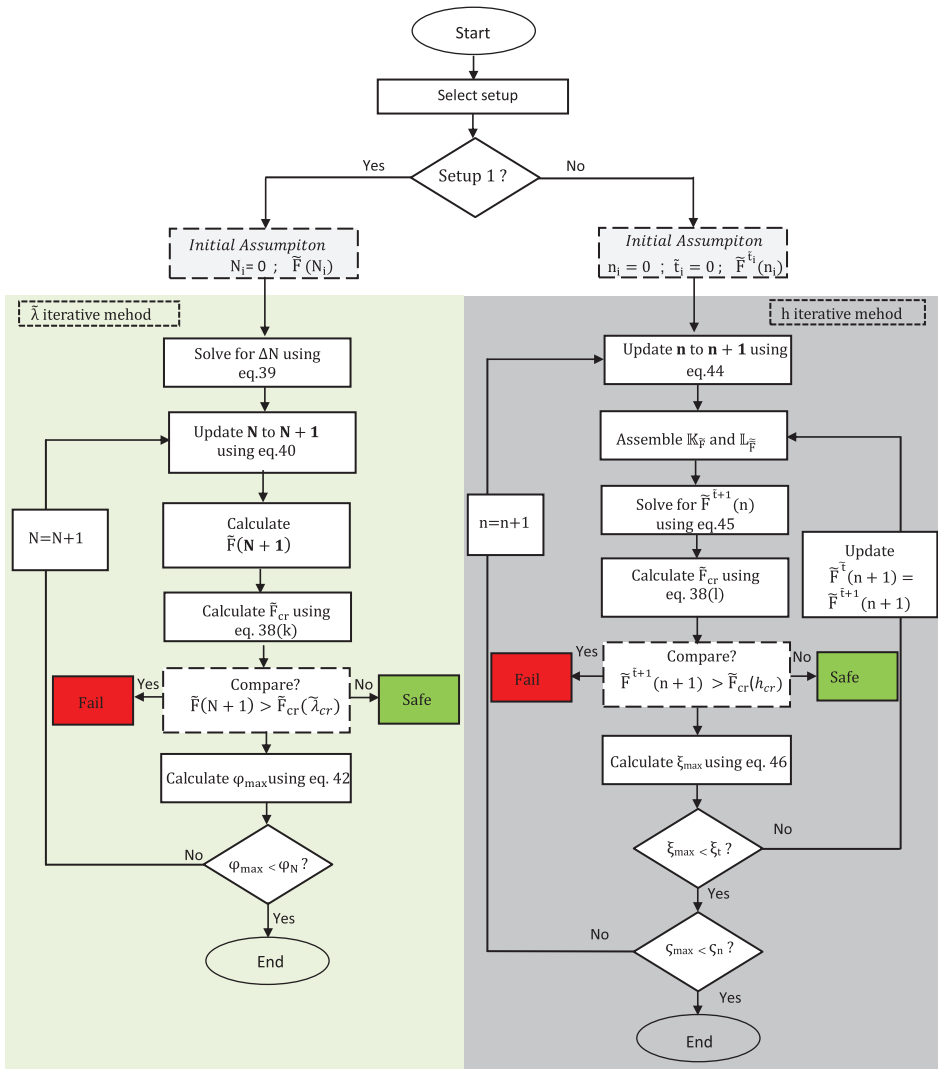 Start
Select setup
Setup 1 ?
Yes
No
Initial Assumpiton
Nᵢ= 0 ; F̃ (Nᵢ)
λ̃ iterative mehod
Solve for ΔN using
eq.39
Update N to N + 1
using eq.40
N=N+1
Calculate
F̃(N + 1)
Calculate F̃cr using
eq. 38(k)
Compare?
F̃(N + 1) > F̃cr(λ̃cr)
Yes
Fail
No
Safe
Calculate φmax using eq. 42
φmax < φN ?
No
Yes
End
Initial Assumpiton
nᵢ = 0 ; t̃ᵢ = 0 ; F̃^t̃ᵢ(nᵢ)
h iterative mehod
Update n to n + 1 using
eq.44
Assemble 𝕂F̃ and 𝕃F̃
n=n+1
Solve for F̃^t̃+1(n)
using eq.45
Calculate F̃cr using
eq. 38(l)
Update
F̃^t̃(n + 1) =
F̃^t̃+1(n + 1)
Compare?
F̃^t̃+1(n + 1) > F̃cr(hcr)
Yes
Fail
No
Safe
Calculate ξmax using eq. 46
ξmax < ξt ?
No
Yes
ςmax < ςn ?
No
Yes
End